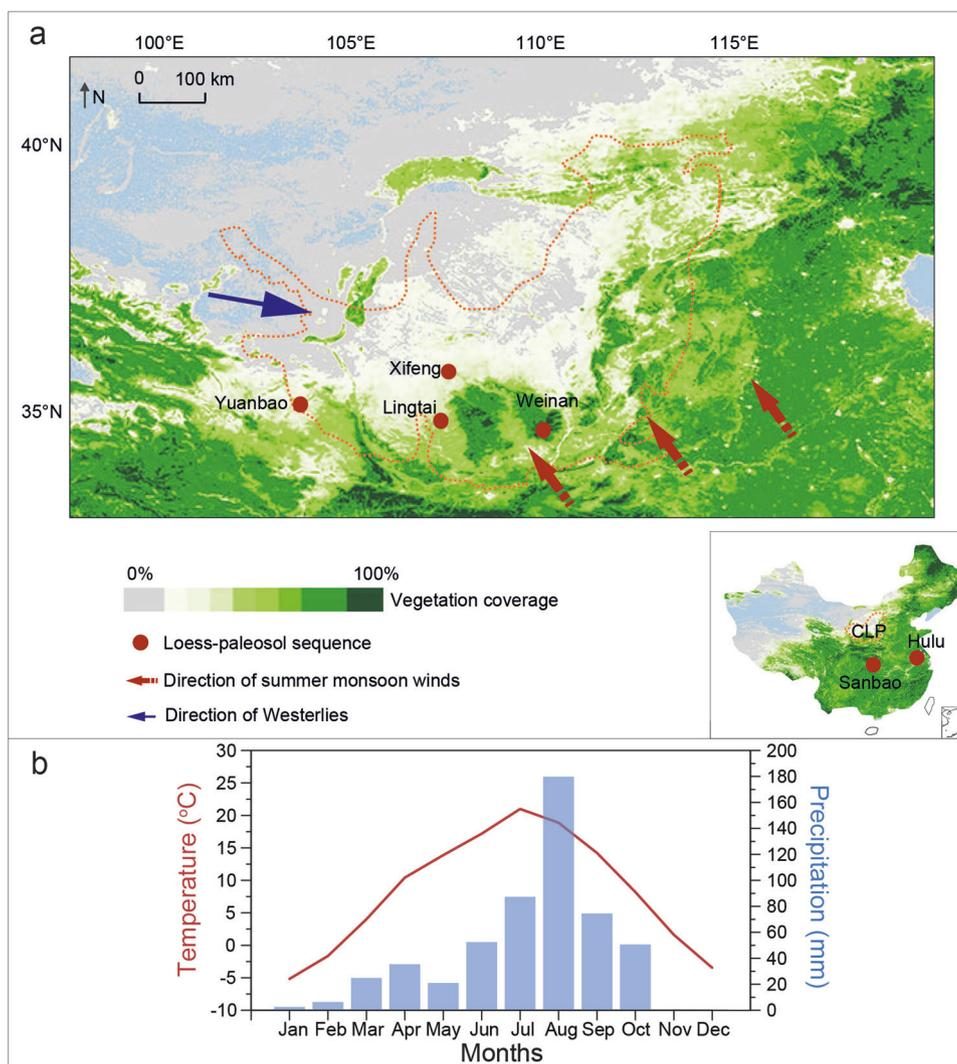 a
100°E 105°E 110°E 115°E
0 100 km
N
40°N
35°N
Xifeng
Yuanbao
Lingtai
Weinan
0% 100%
Vegetation coverage
Loess-paleosol sequence
Direction of summer monsoon winds
Direction of Westerlies
CLP
Hulu
Sanbao
b
Temperature (°C)
30
25
20
15
10
5
0
-5
-10
Precipitation (mm)
200
180
160
140
120
100
80
60
40
20
0
Jan Feb Mar Apr May Jun Jul Aug Sep Oct Nov Dec
Months